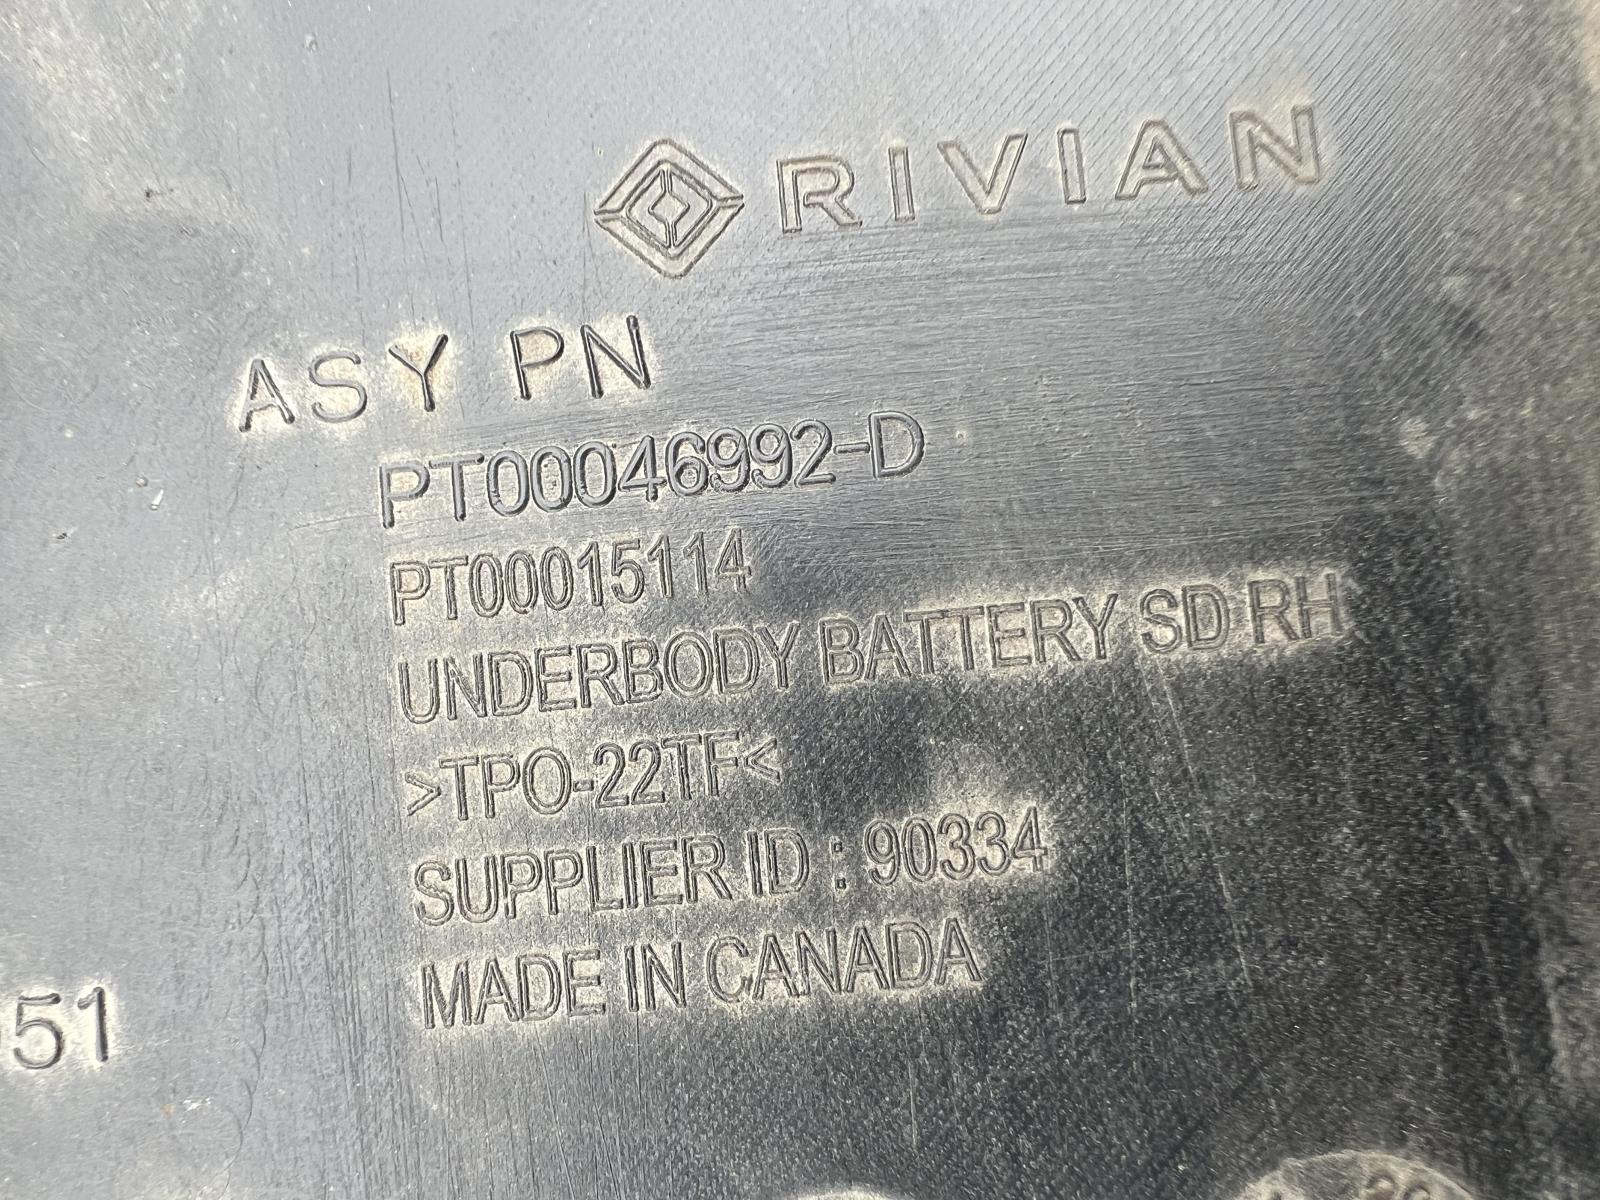 RIVIAN
ASY PN
PT00046992-D
PT00015114
UNDERBODY BATTERY SD RH
>TPO-22TF<
SUPPLIER ID : 90334
MADE IN CANADA
51